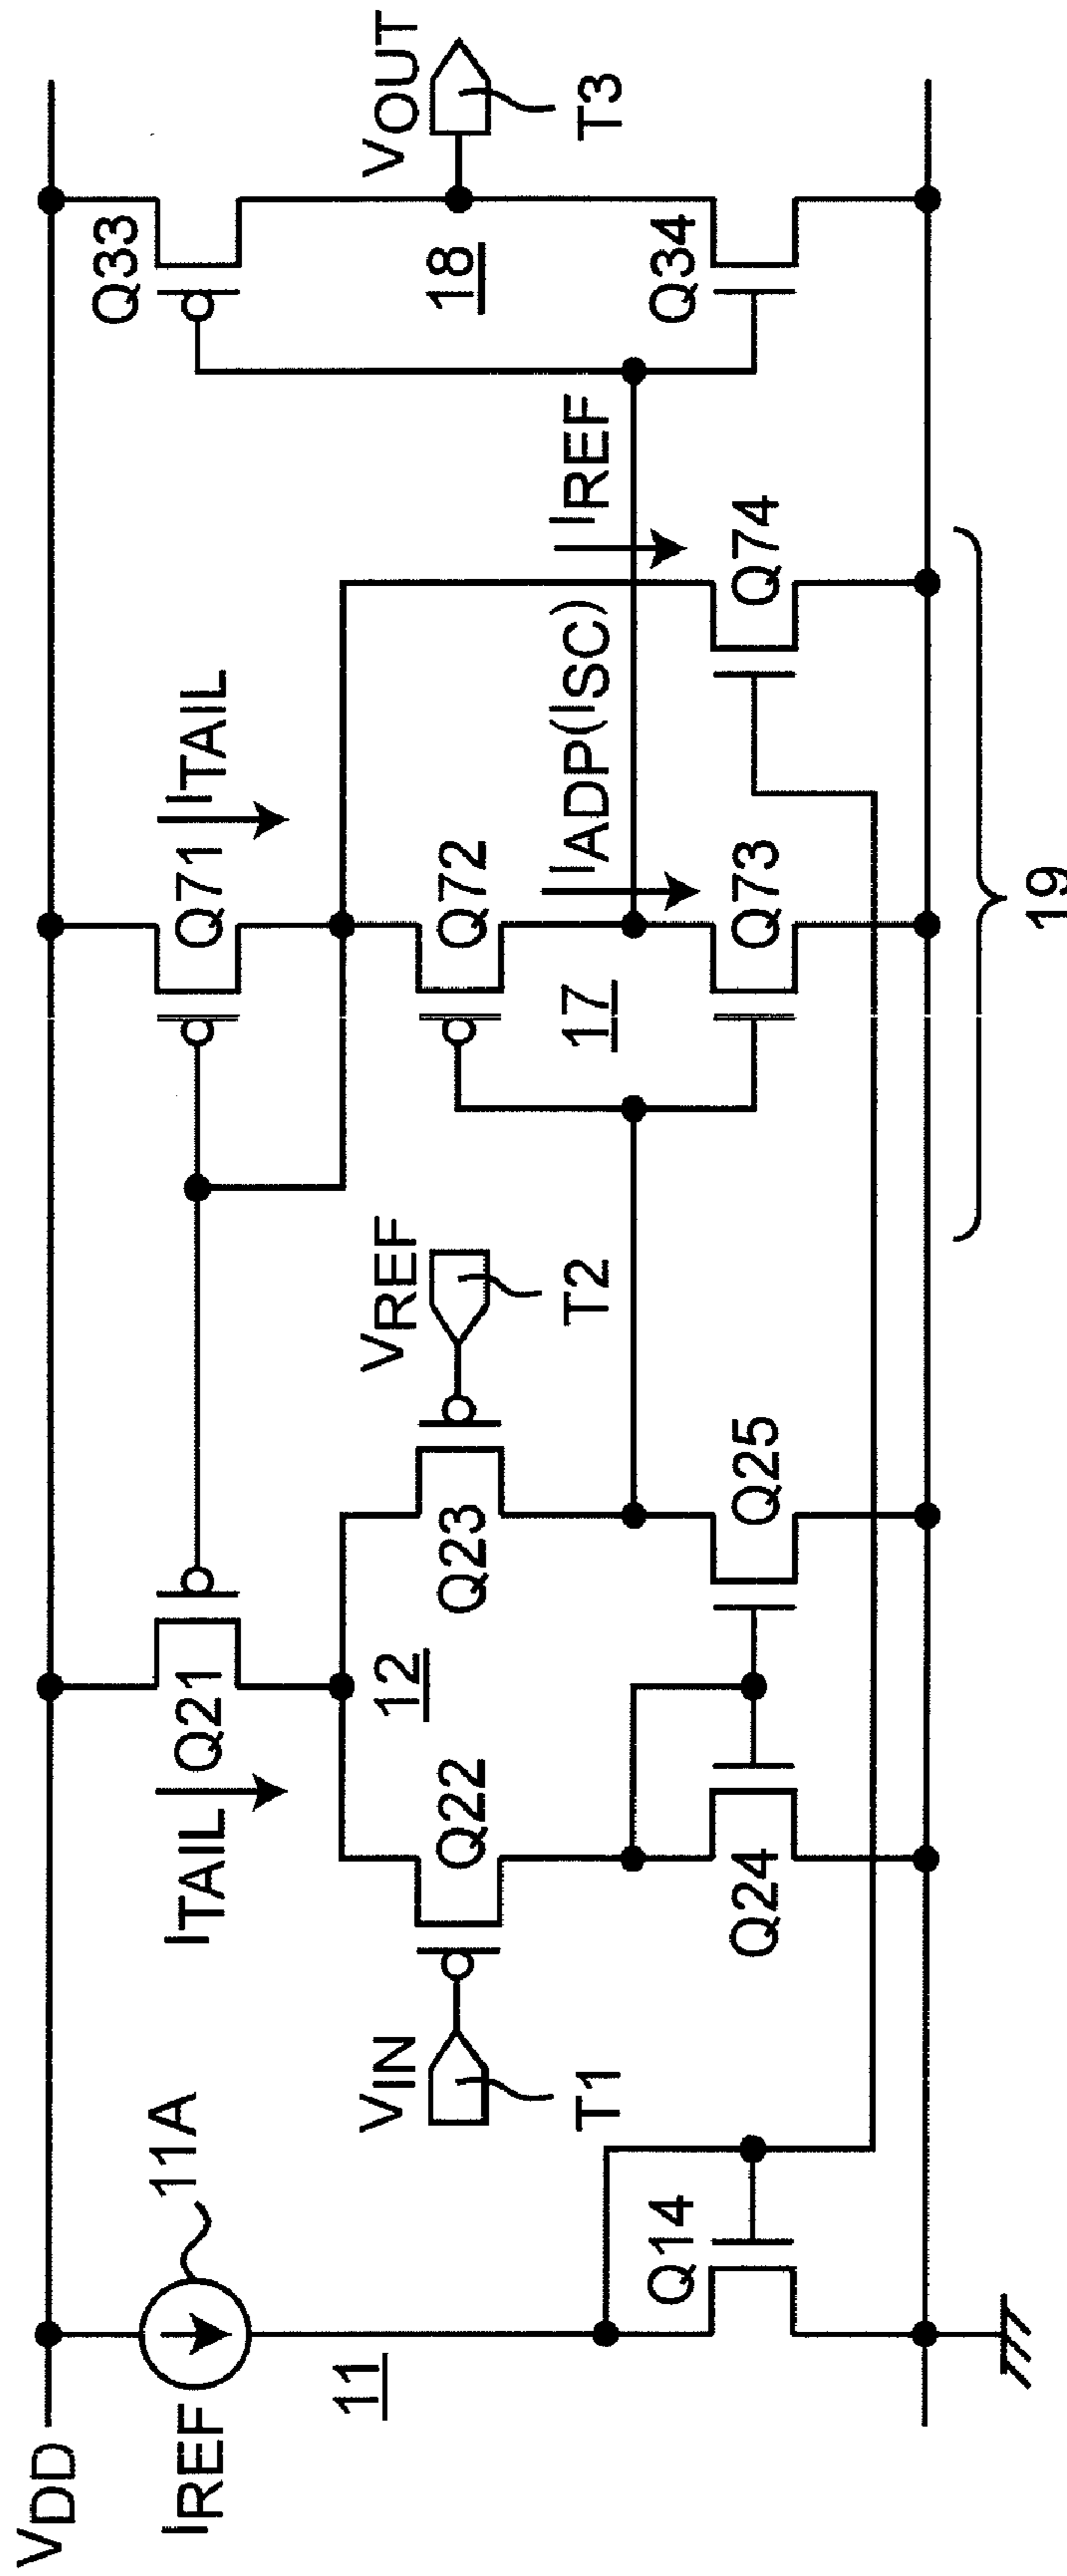 VDD
IREF
11A
11
Q14
VIN
T1
ITAIL
Q21
Q22
12
Q23
Q24
Q25
VREF
T2
Q71
ITAIL
Q72
17
IADP(ISC)
Q73
IREF
Q74
19
Q33
18
Q34
VOUT
T3